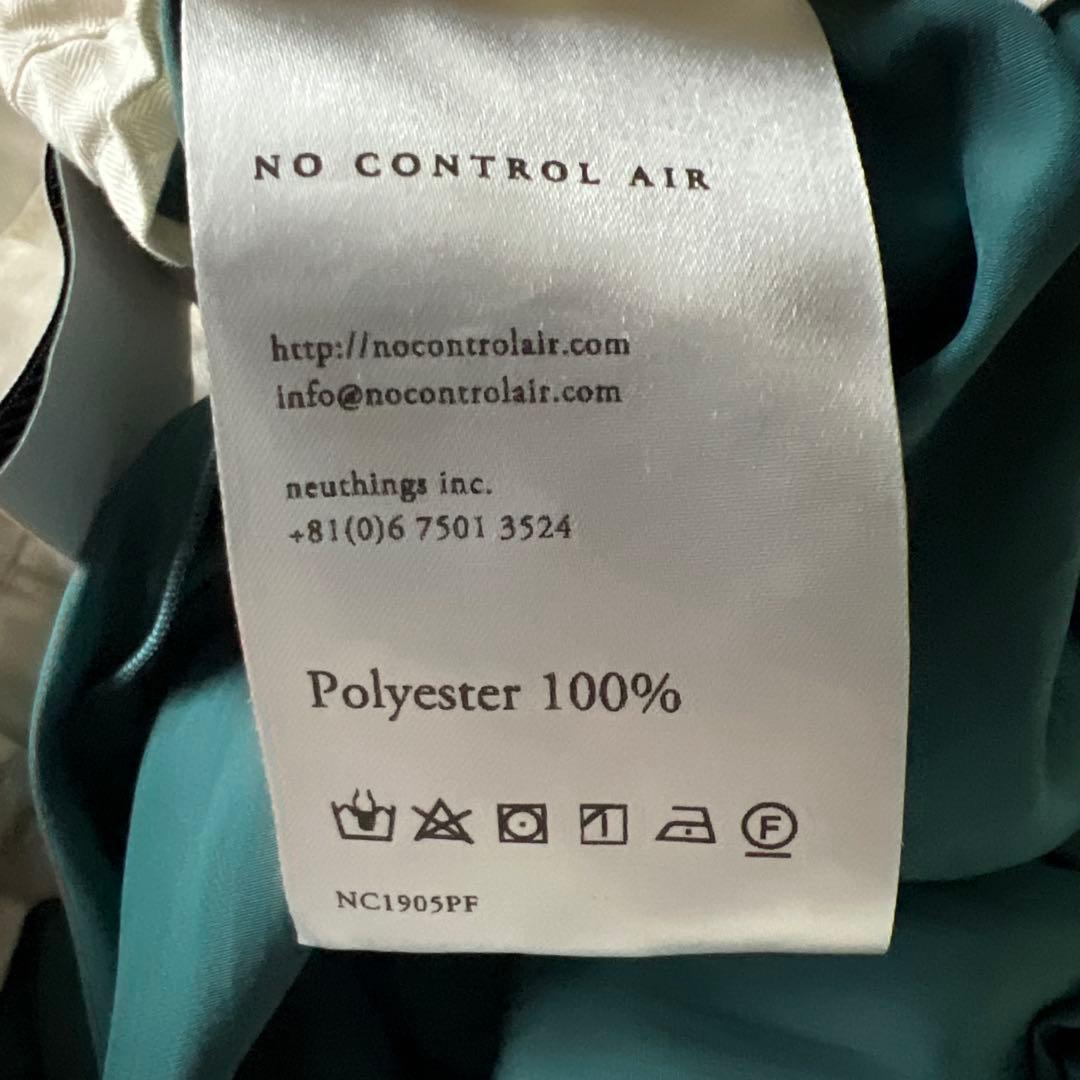 NO CONTROL AIR
http://nocontrolair.com
info@nocontrolair.com
neuthings inc.
+81(0)6 7501 3524
Polyester 100%
F
NC1905PF